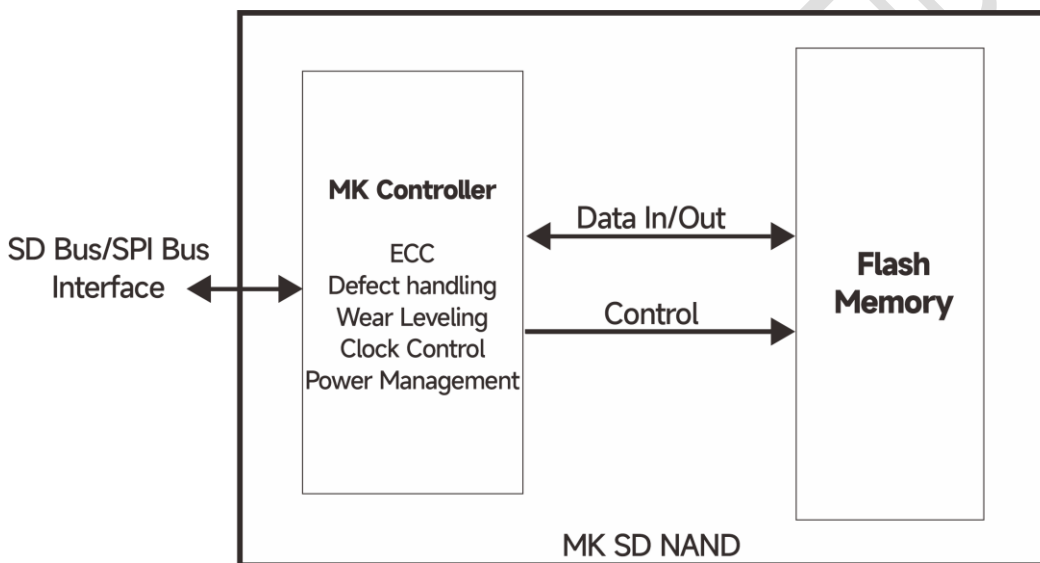 SD Bus/SPI Bus
Interface
MK Controller
ECC
Defect handling
Wear Leveling
Clock Control
Power Management
Data In/Out
Control
Flash
Memory
MK SD NAND